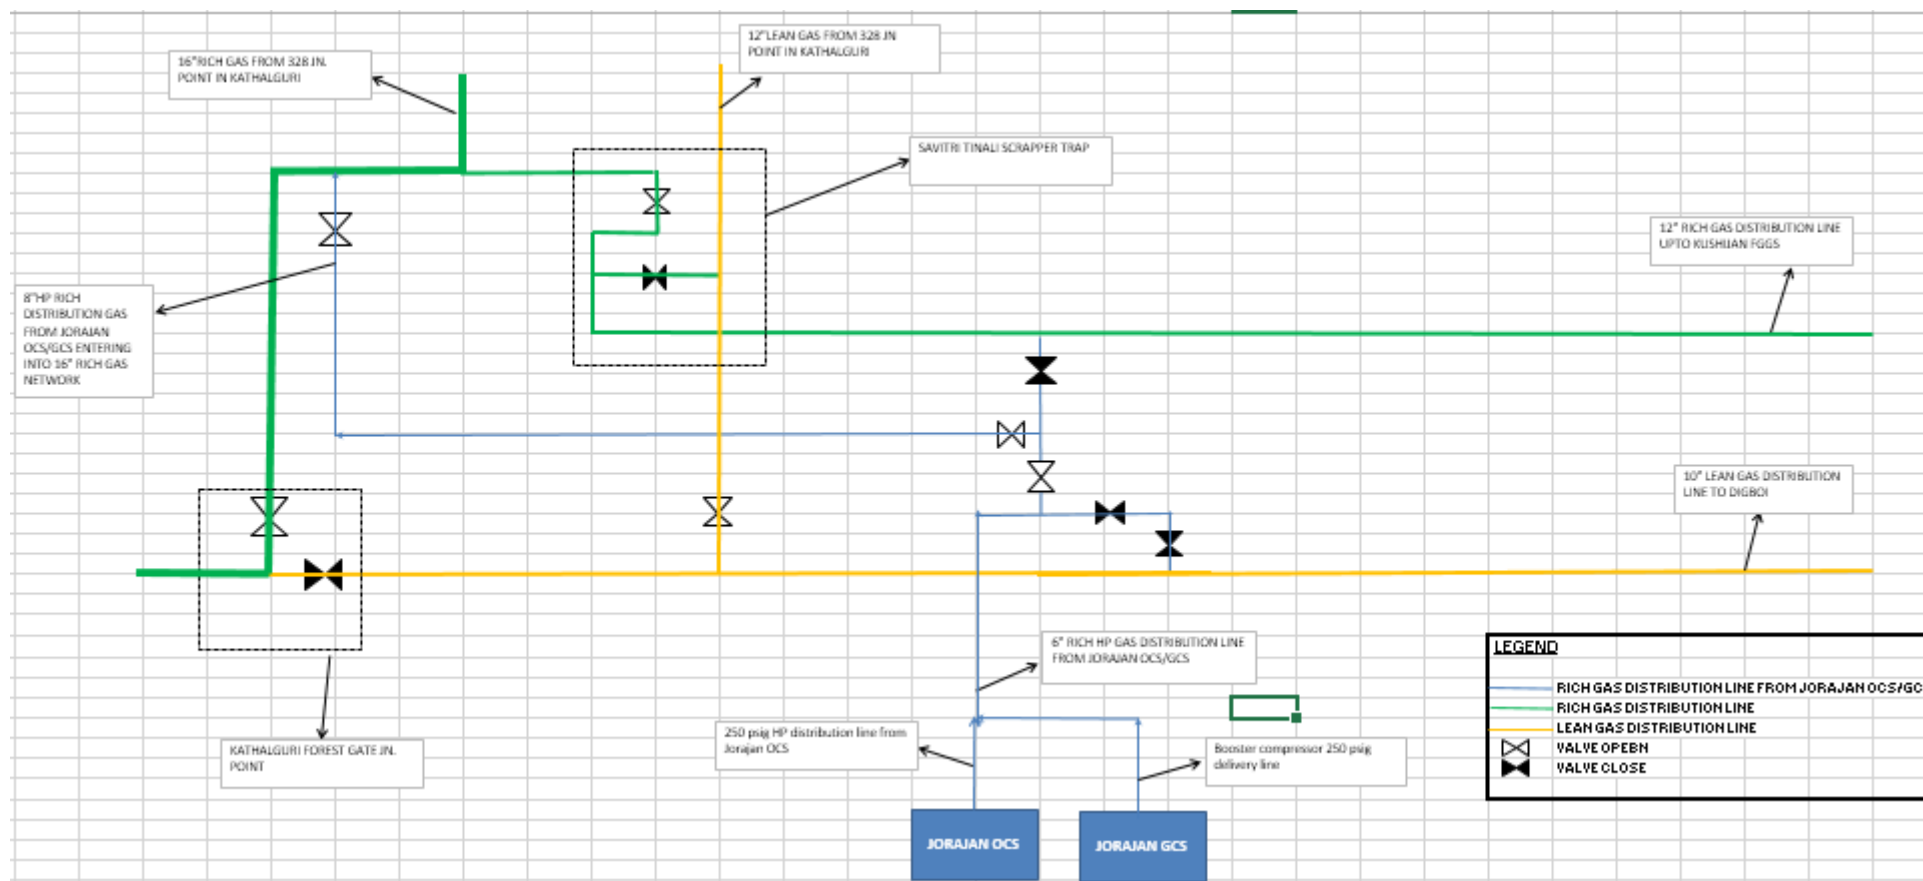 12"LEAN GAS FROM 328 JN
POINT IN KATHALGURI
16"RICH GAS FROM 328 JN.
POINT IN KATHALGURI
SAVITRI TINALI SCRAPPER TRAP
12" RICH GAS DISTRIBUTION LINE
UPTO KUSHIJAN FGGS
8"HP RICH
DISTRIBUTION GAS
FROM JORAJAN
OCS/GCS ENTERING
INTO 16" RICH GAS
NETWORK
10" LEAN GAS DISTRIBUTION
LINE TO DIGBOI
6" RICH HP GAS DISTRIBUTION LINE
FROM JORAJAN OCS/GCS
LEGEND
RICH GAS DISTRIBUTION LINE FROM JORAJAN OCS/GC
RICH GAS DISTRIBUTION LINE
LEAN GAS DISTRIBUTION LINE
VALVE OPEBN
VALVE CLOSE
250 psig HP distribution line from
Jorajan OCS
Booster compressor 250 psig
delivery line
KATHALGURI FOREST GATE JN.
POINT
JORAJAN OCS
JORAJAN GCS